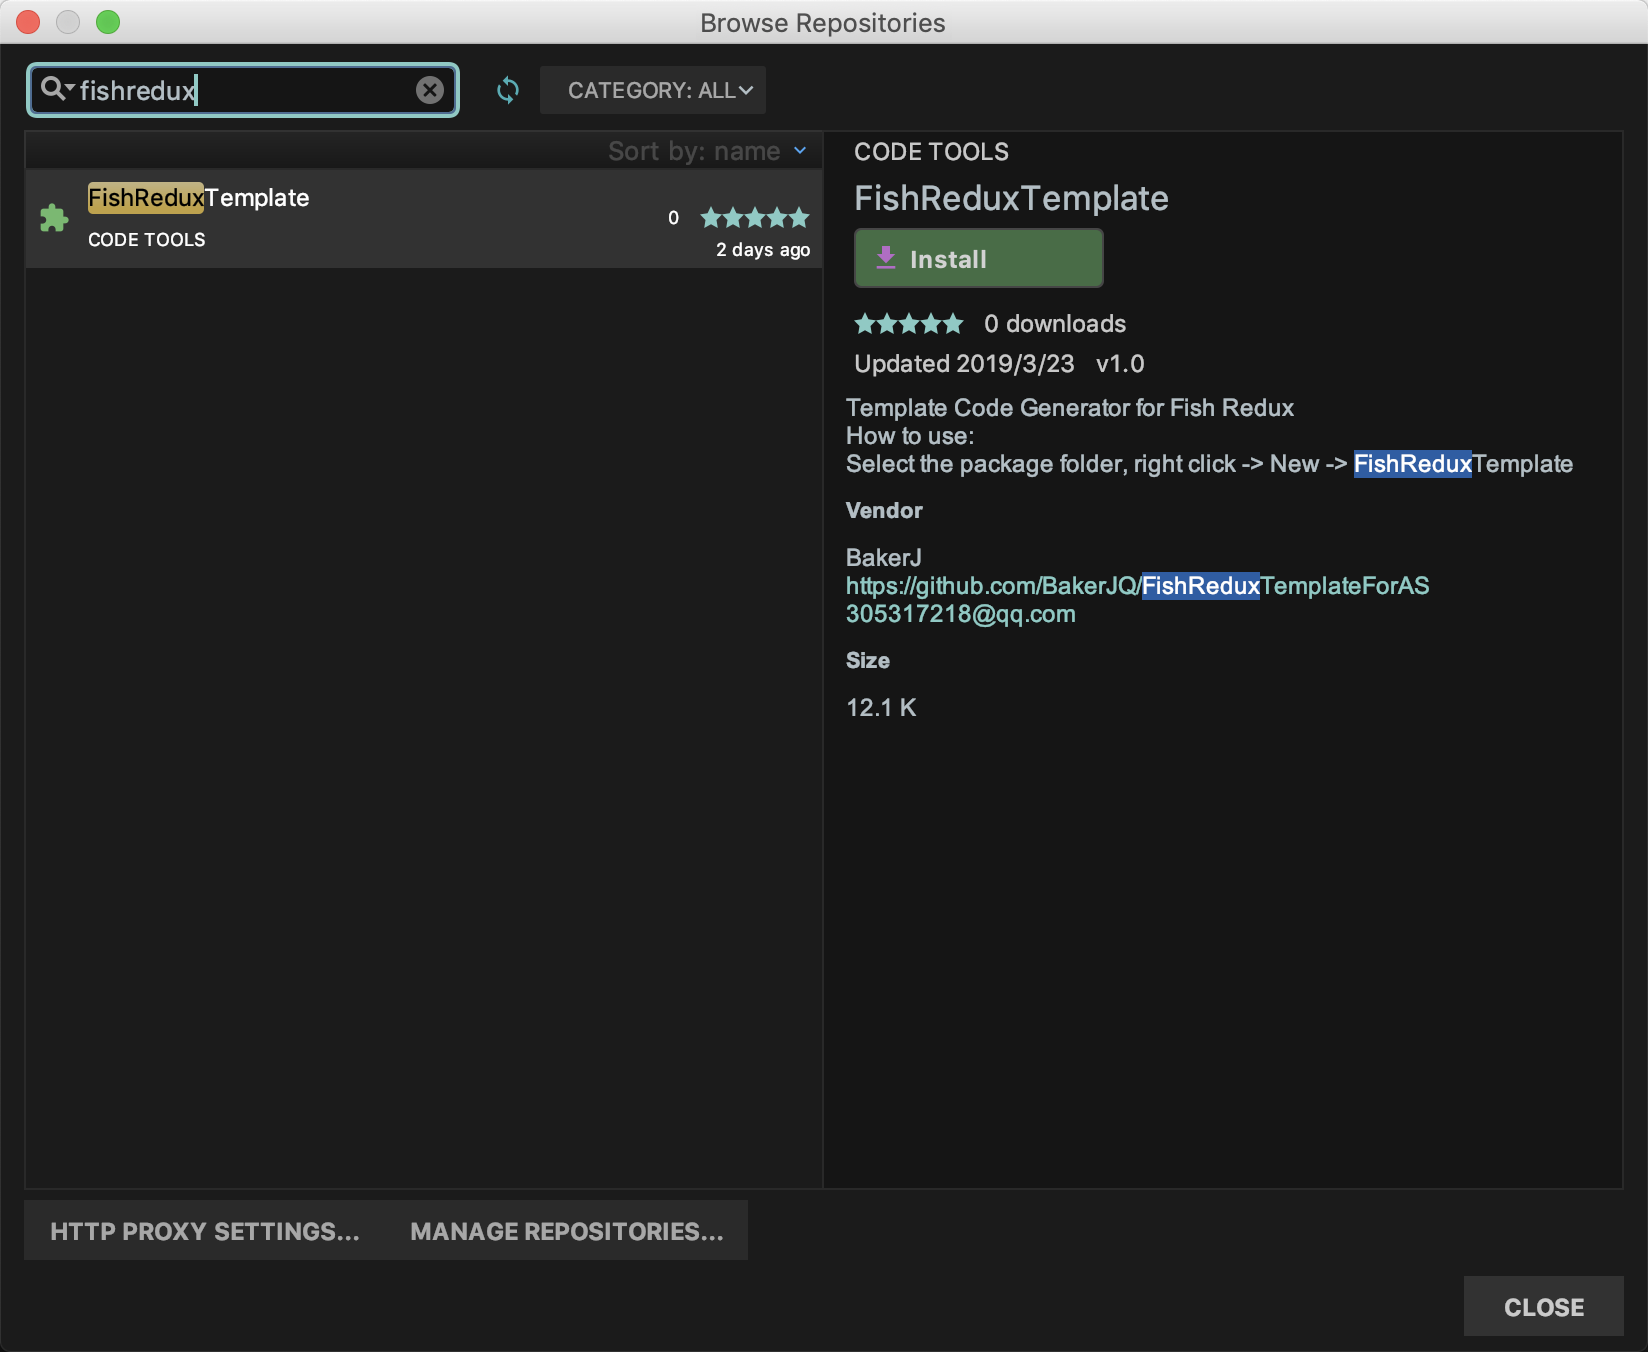 Browse Repositories
fishredux
CATEGORY: ALL
Sort by: name
FishReduxTemplate
CODE TOOLS
0
2 days ago
CODE TOOLS
FishReduxTemplate
Install
0 downloads
Updated 2019/3/23 v1.0
Template Code Generator for Fish Redux
How to use:
Select the package folder, right click -> New -> FishReduxTemplate
Vendor
BakerJ
https://github.com/BakerJQ/FishReduxTemplateForAS
305317218@qq.com
Size
12.1 K
HTTP PROXY SETTINGS...
MANAGE REPOSITORIES...
CLOSE